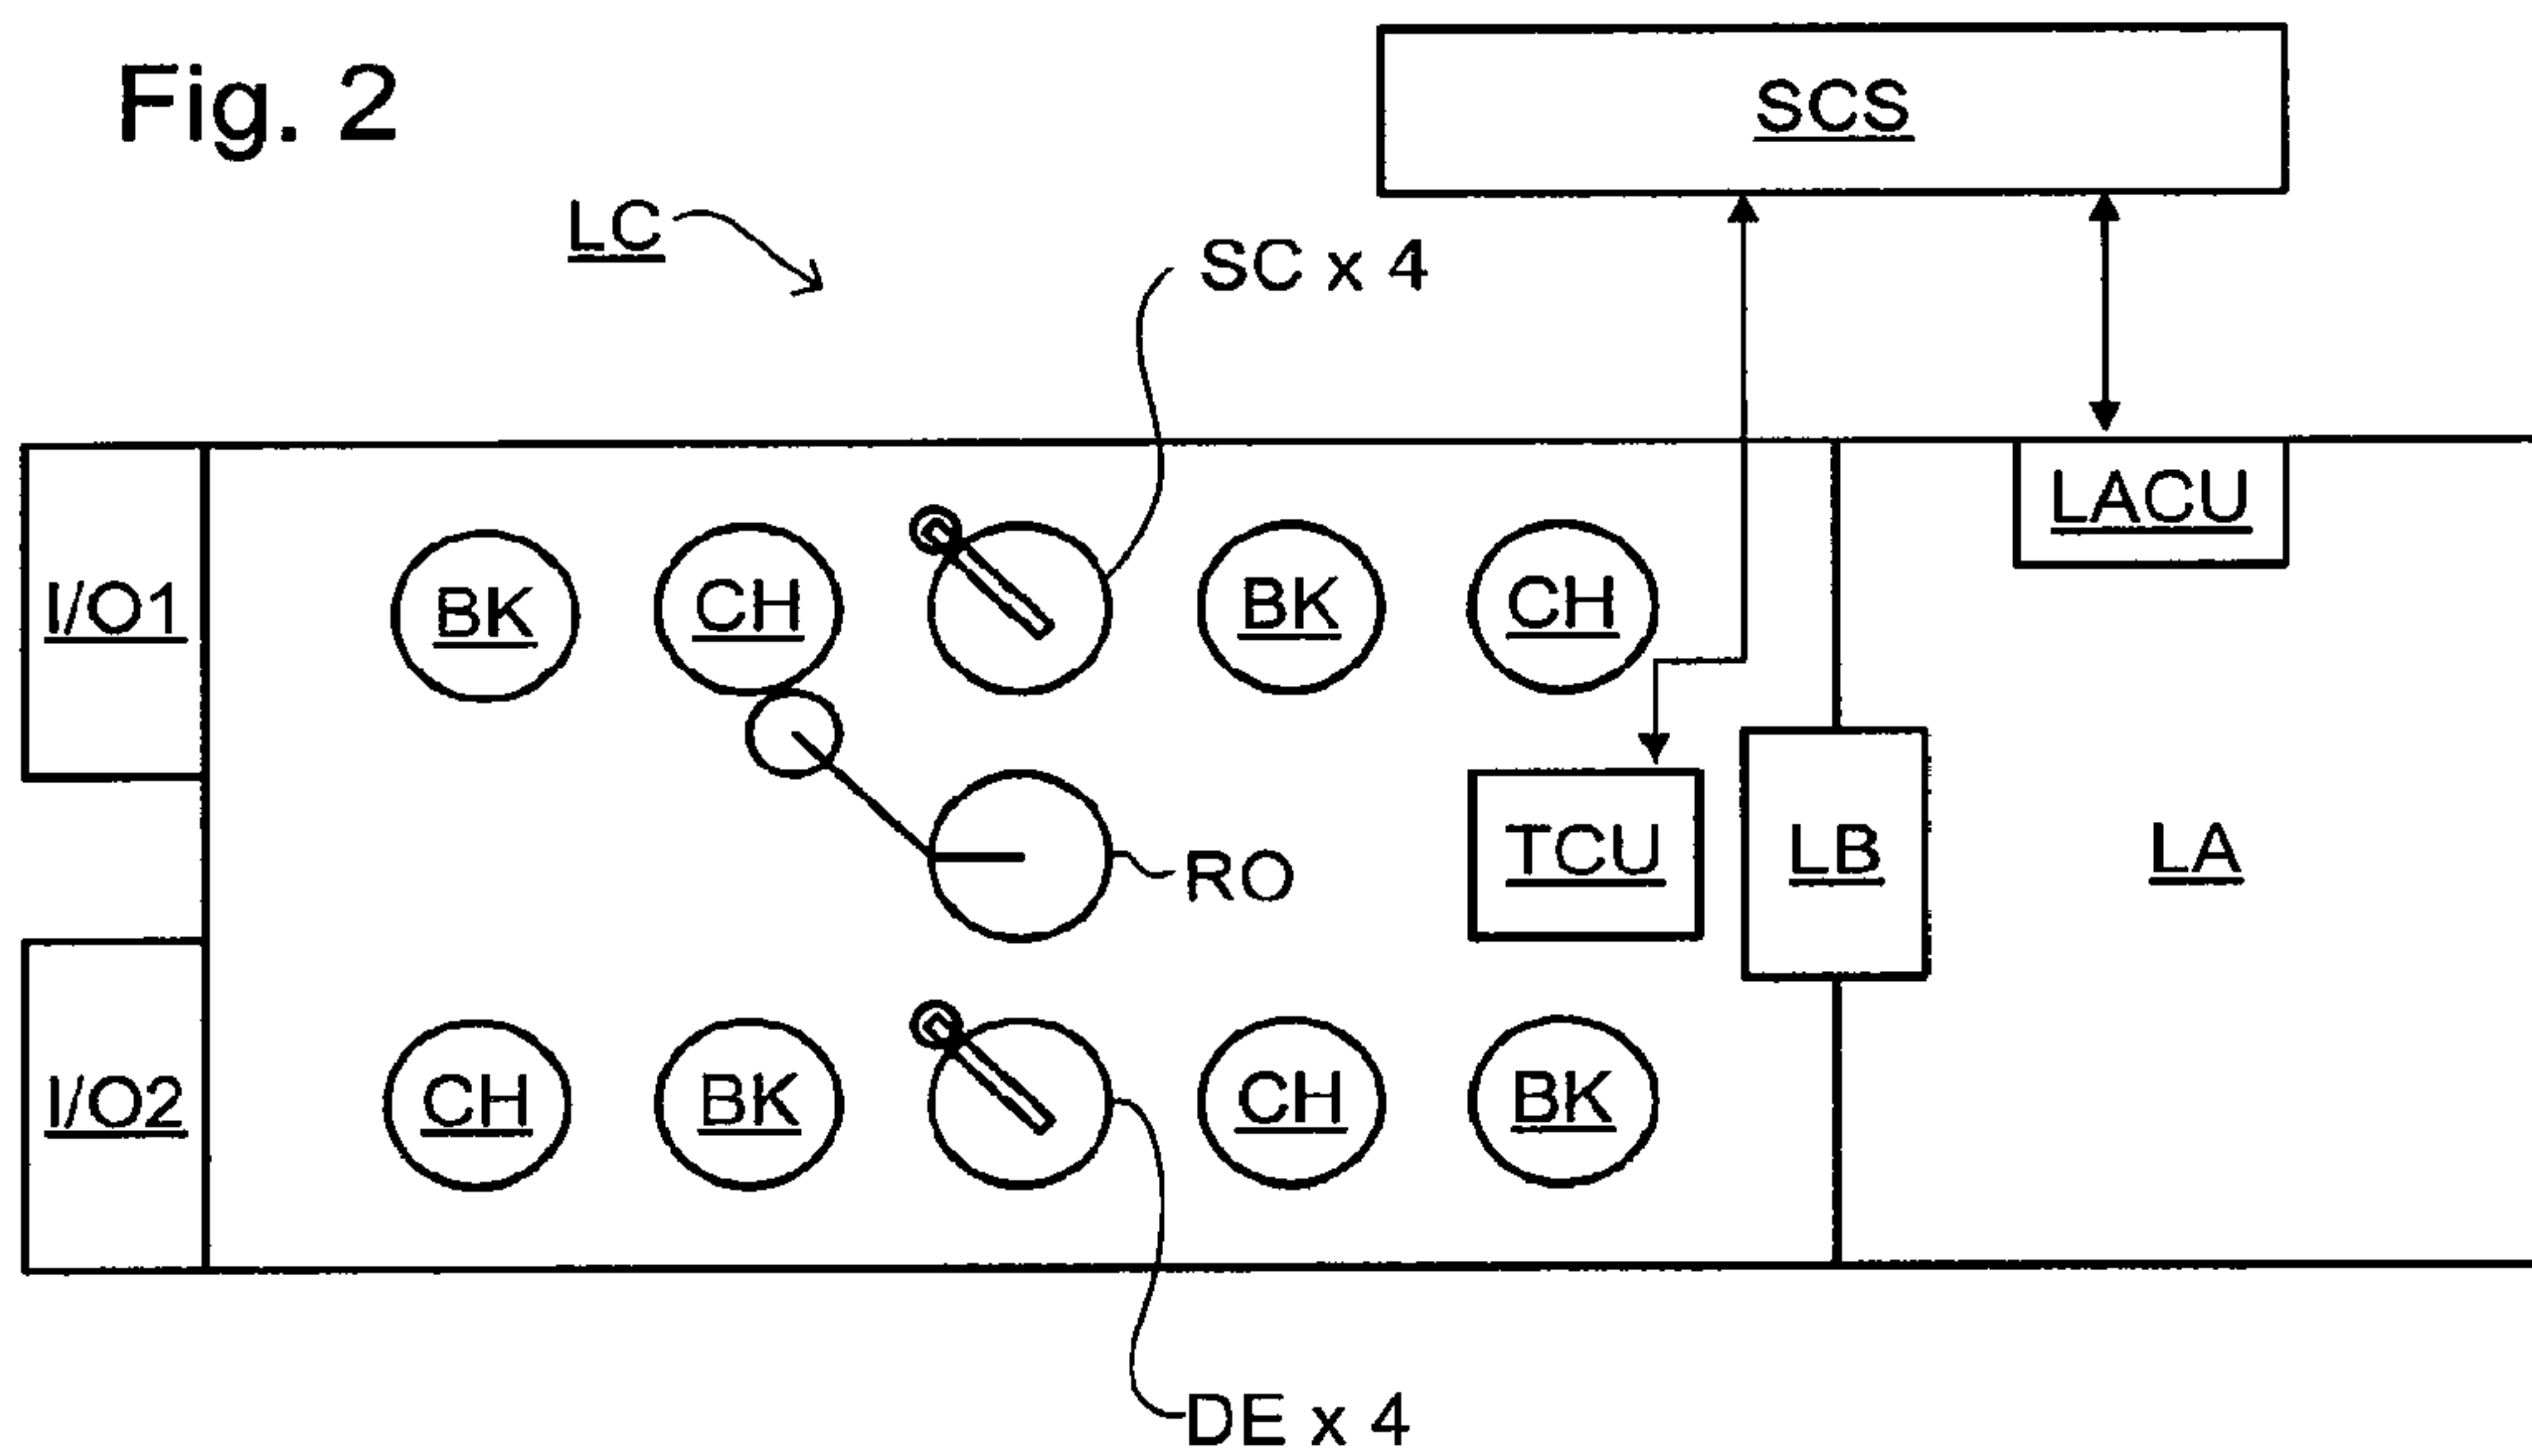 Fig. 2
SCS
LC
SC x 4
LACU
I/O1
BK
CH
BK
CH
TCU
LB
LA
RO
I/O2
CH
BK
CH
BK
DE x 4